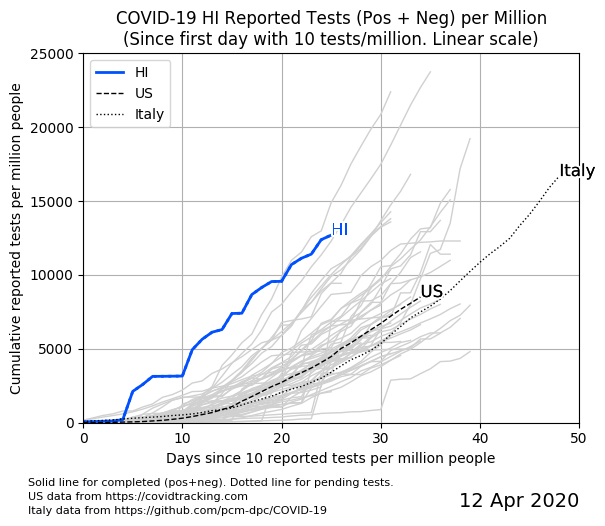 COVID-19 HI Reported Tests (Pos + Neg) per Million
(Since first day with 10 tests/million. Linear scale)
Cumulative reported tests per million people
25000
20000
15000
10000
5000
0
HI
US
Italy
Italy
HI
US
0 10 20 30 40 50
Days since 10 reported tests per million people
Solid line for completed (pos+neg). Dotted line for pending tests.
US data from https://covidtracking.com
Italy data from https://github.com/pcm-dpc/COVID-19
12 Apr 2020